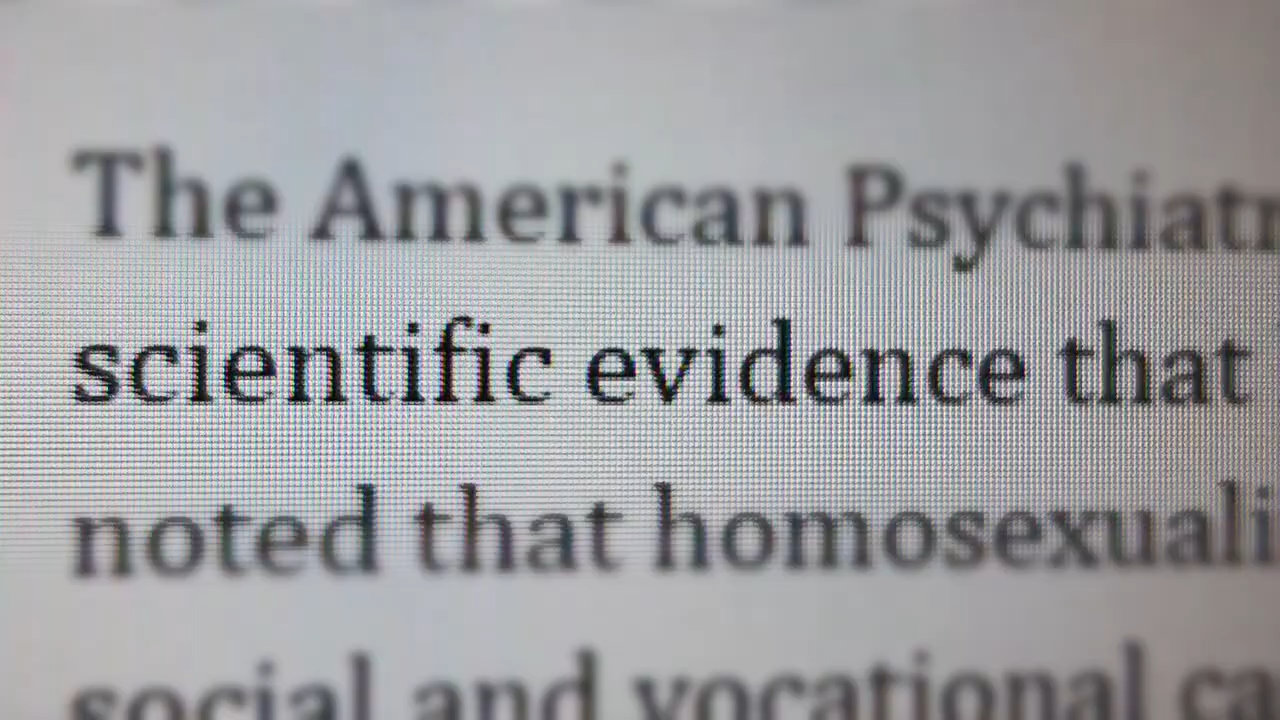 The American Psychiatr
scientific evidence that
noted that homosexuali
social and vocational ca